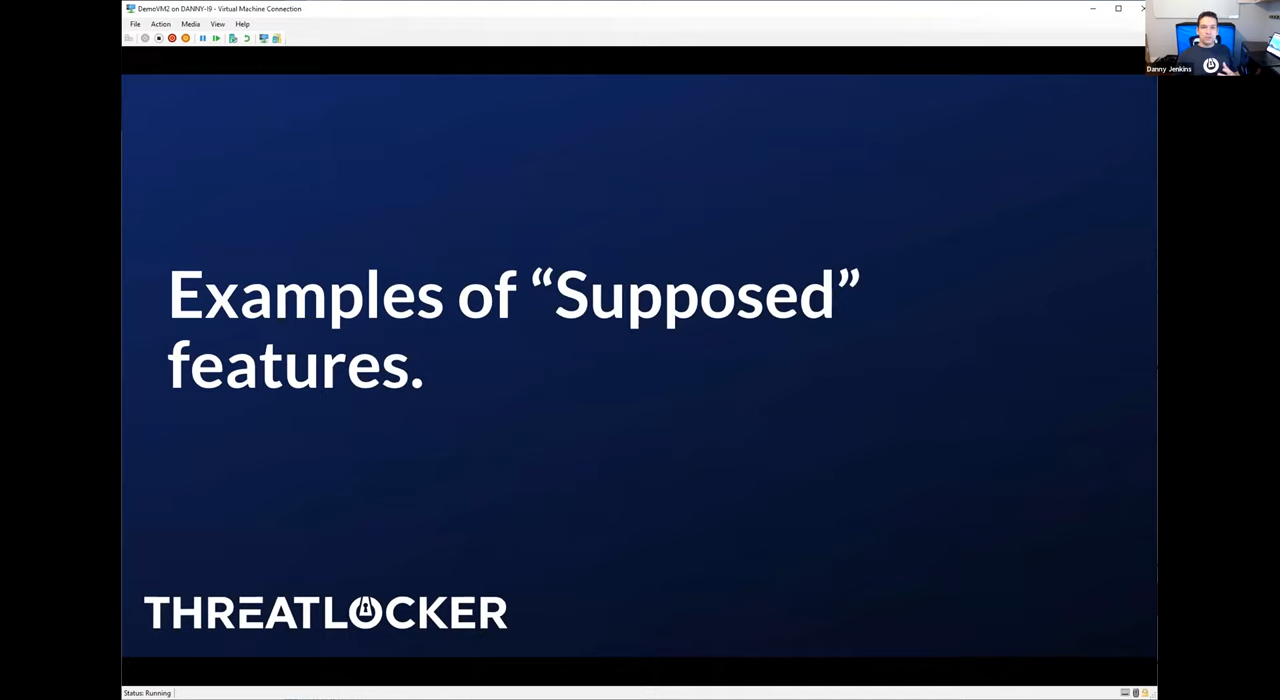 DemoVM2 on DANNY-I9 - Virtual Machine Connection
File Action Media View Help
Danny Jenkins
Examples of “Supposed”
features.
THREATLOCKER
Status: Running